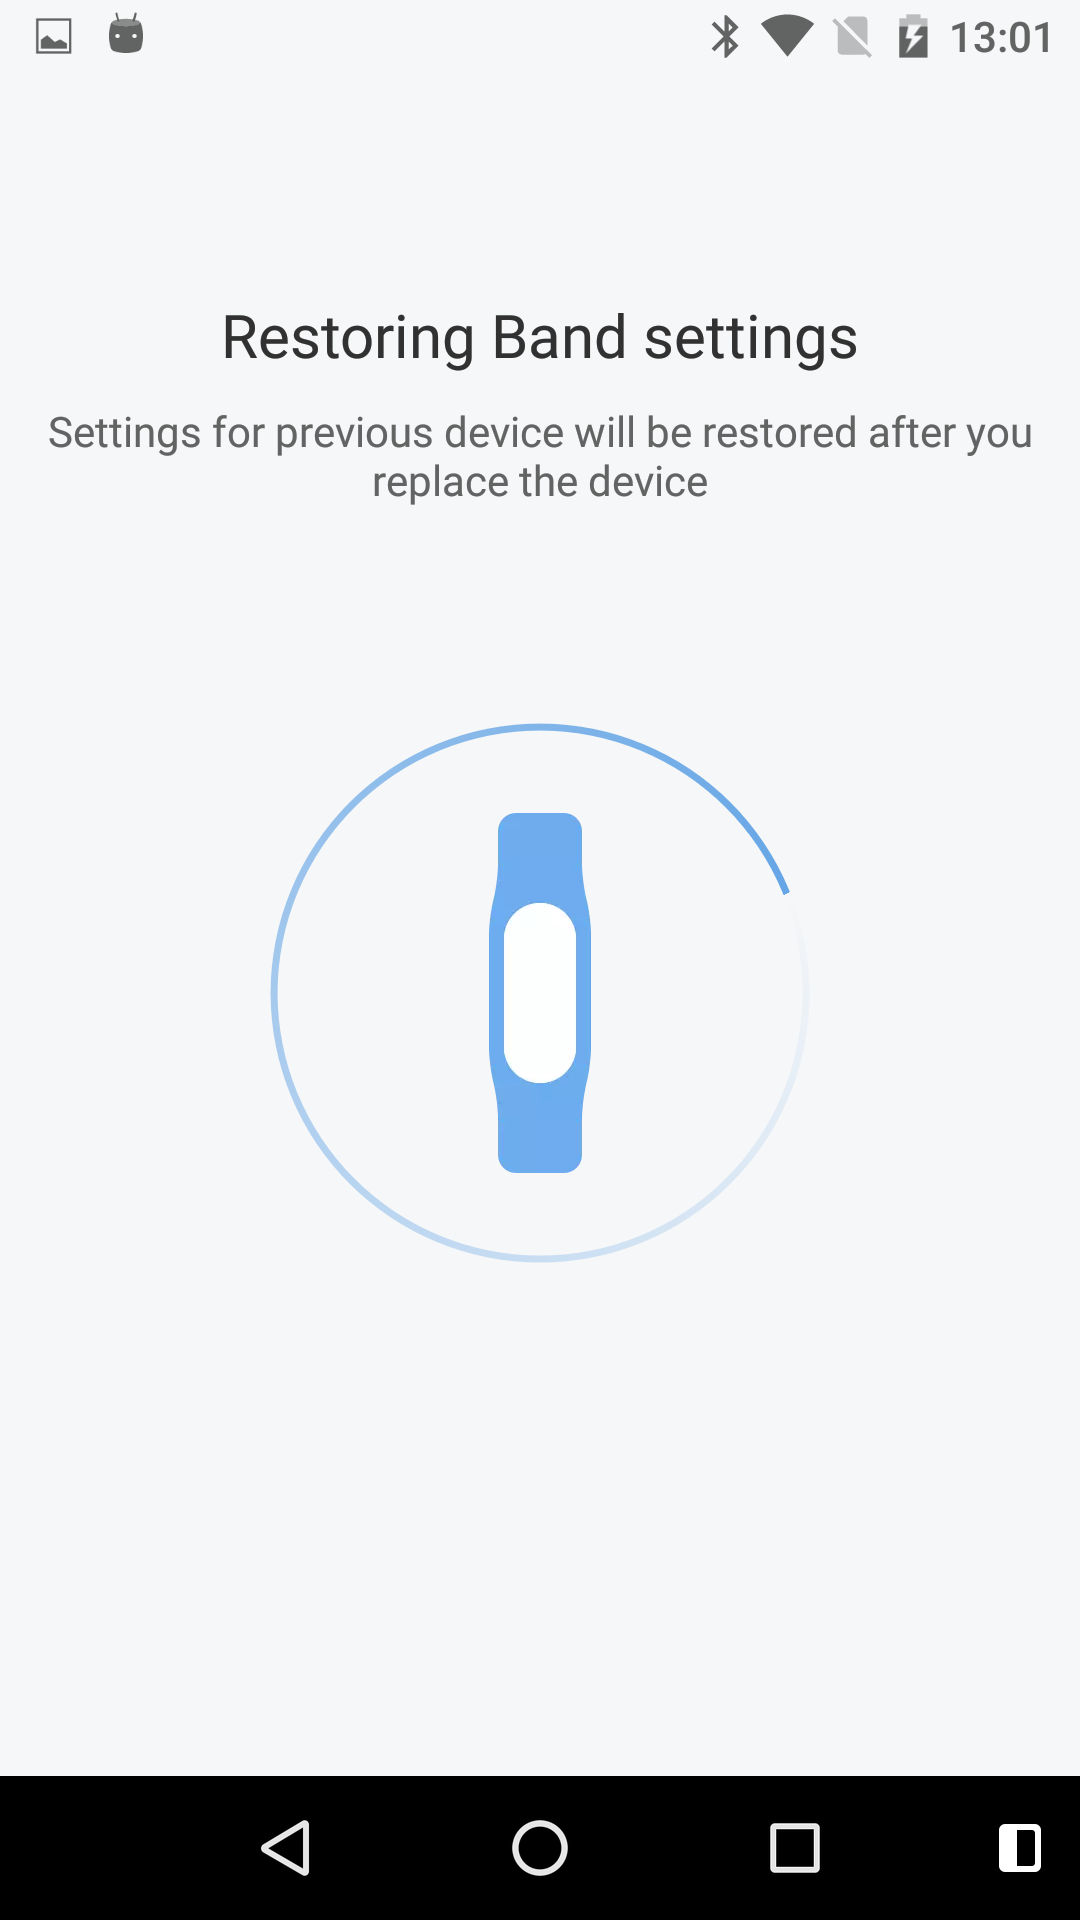 13:01
Restoring Band settings
Settings for previous device will be restored after you
replace the device